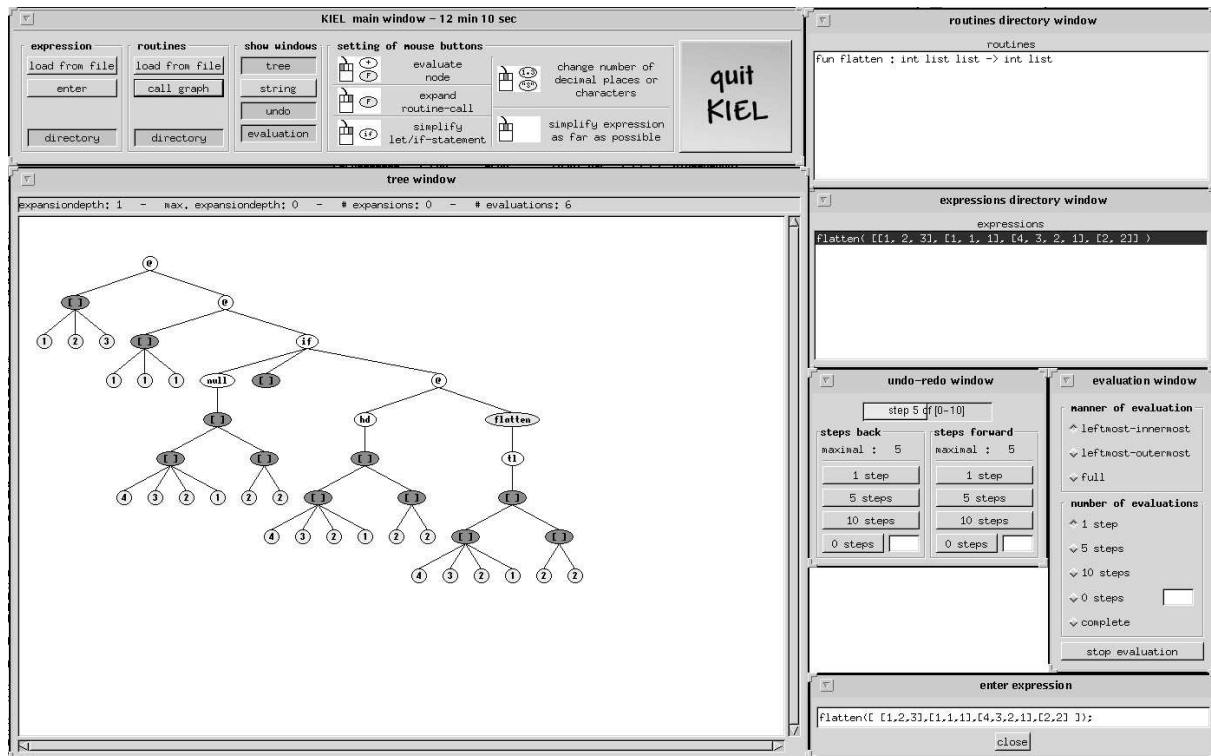 KIEL main window – 12 min 10 sec
expression
load from file
enter
directory
routines
load from file
call graph
directory
show windows
tree
string
undo
evaluation
setting of mouse buttons
+
F
evaluate
node
F
expand
routine-call
if
simplify
let/if-statement
1.3
change number of
decimal places or
characters
simplify expression
as far as possible
quit
KIEL
tree window
expansiondepth: 1 - max. expansiondepth: 0 - # expansions: 0 - # evaluations: 6
@
[ ] @
1 2 3 [ ] if
1 1 1 null [ ] @
[ ] hd flatten
[ ] [ ] [ ] tl
4 3 2 1 2 2 [ ] [ ] [ ]
4 3 2 1 2 2 [ ] [ ]
4 3 2 1 2 2
routines directory window
routines
fun flatten : int list list -> int list
expressions directory window
expressions
flatten( [[1, 2, 3], [1, 1, 1], [4, 3, 2, 1], [2, 2]] )
undo-redo window
step 5 of [0-10]
steps back
maximal : 5
1 step
5 steps
10 steps
0 steps
steps forward
maximal : 5
1 step
5 steps
10 steps
0 steps
evaluation window
manner of evaluation
leftmost-innermost
leftmost-outermost
full
number of evaluations
1 step
5 steps
10 steps
0 steps
complete
stop evaluation
enter expression
flatten([ [1,2,3],[1,1,1],[4,3,2,1],[2,2] ]);
close